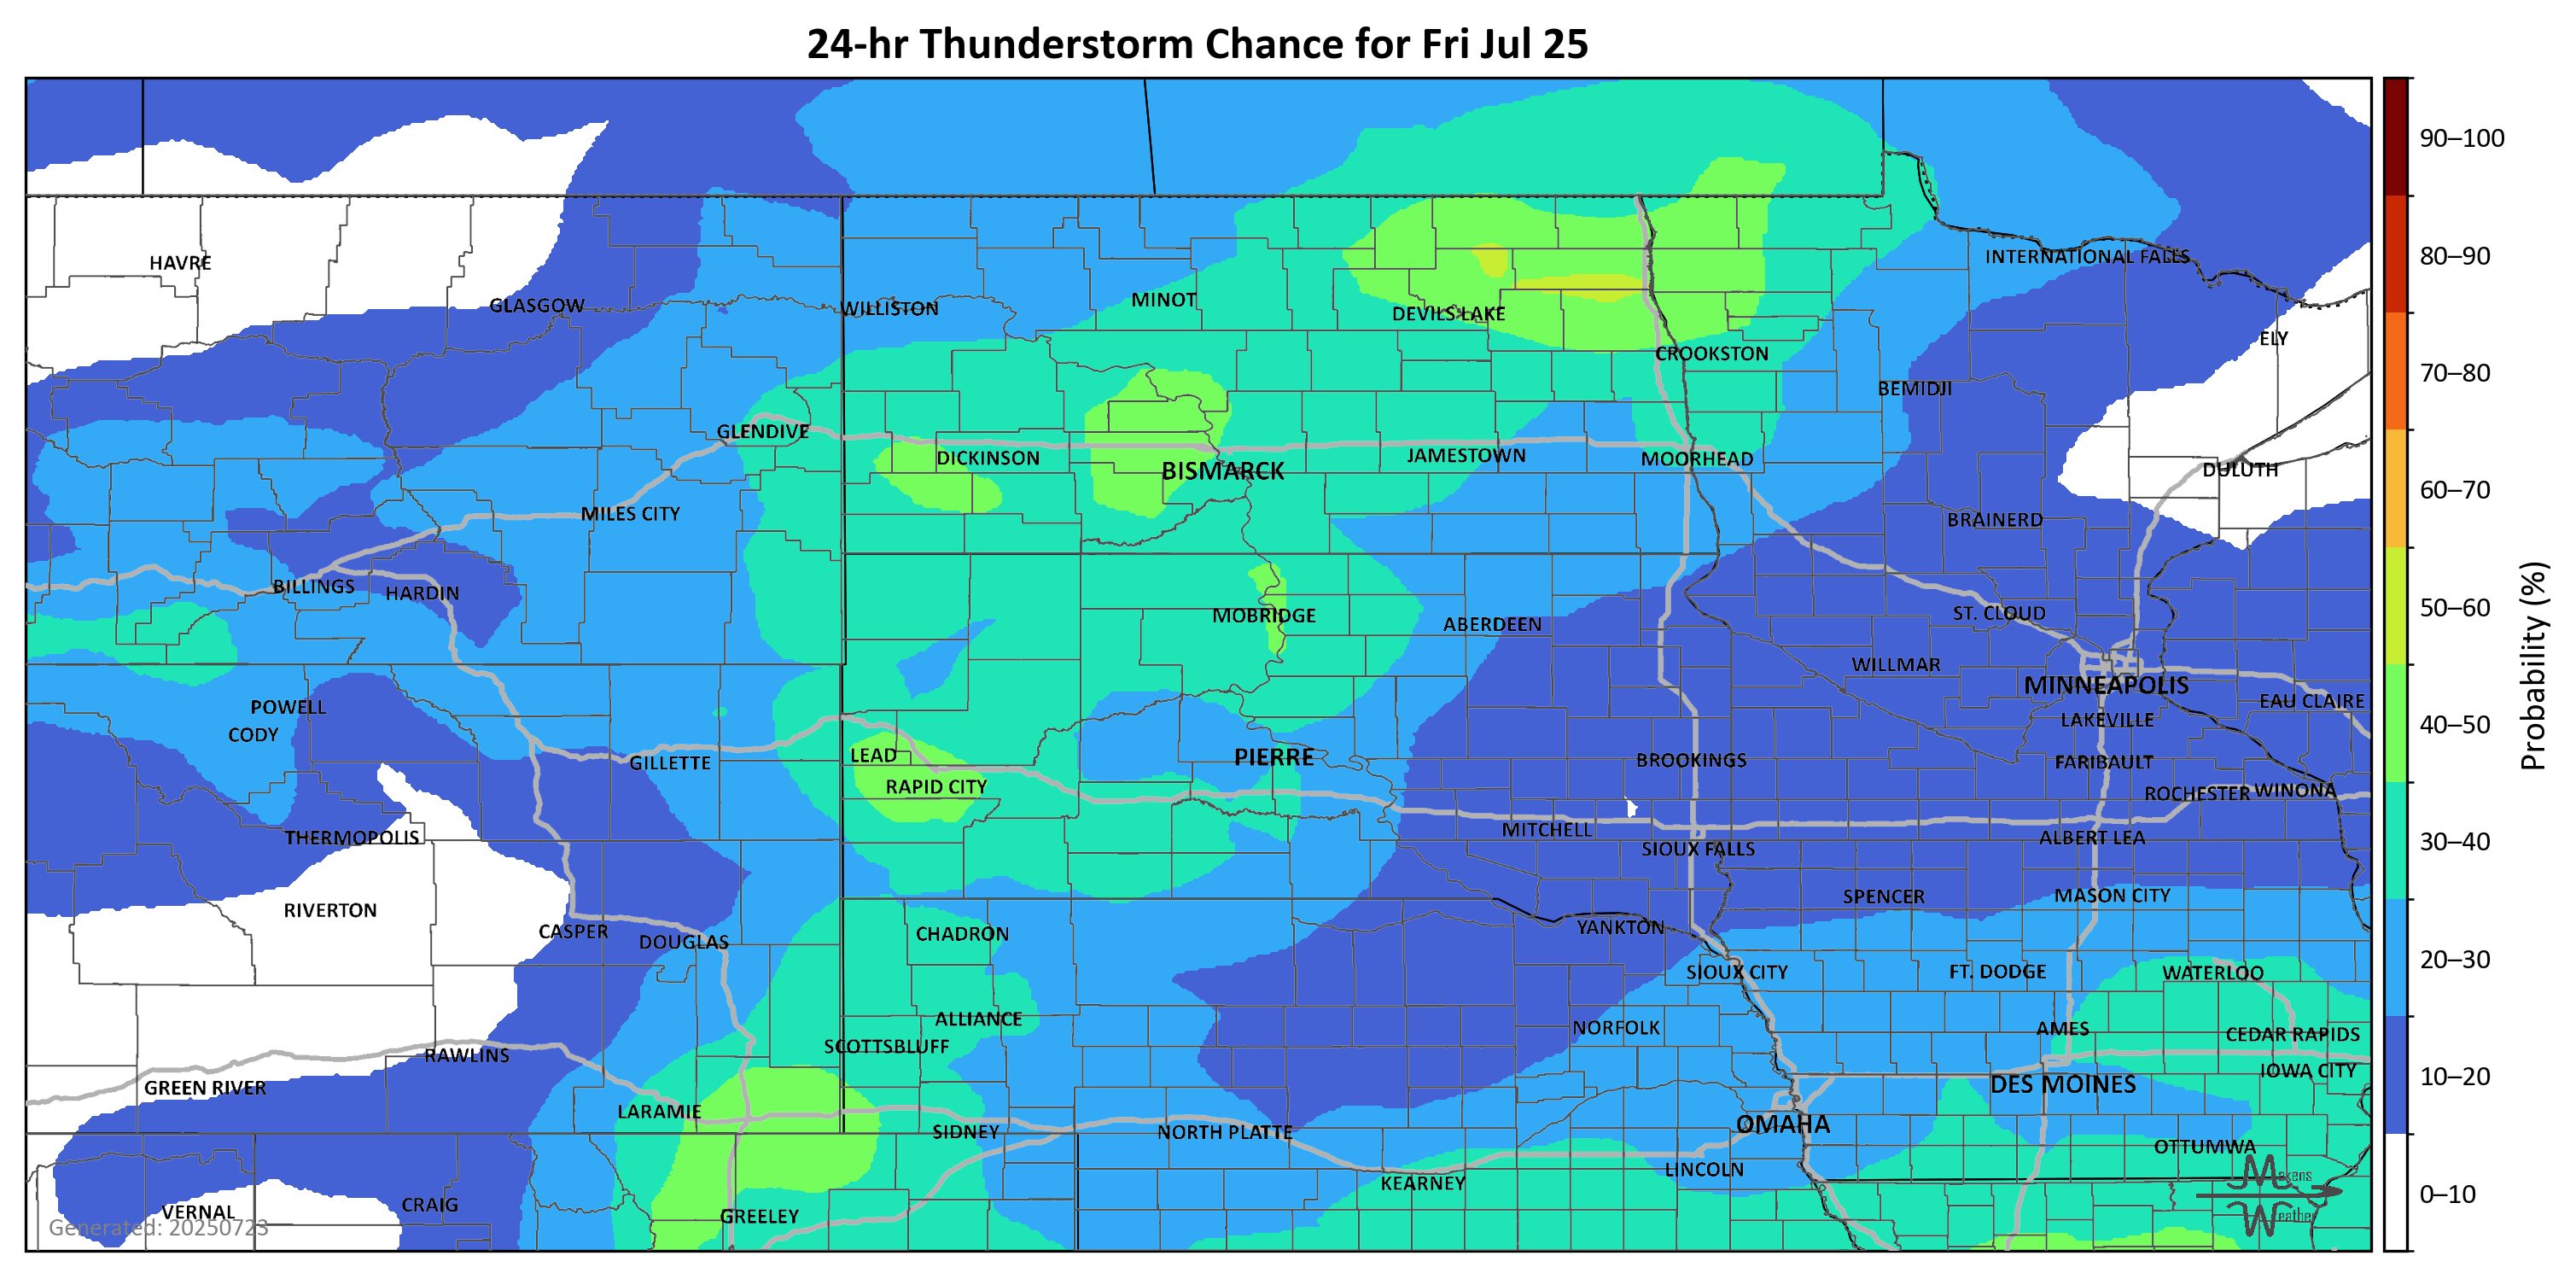 24-hr Thunderstorm Chance for Fri Jul 25
90–100
80–90
70–80
60–70
50–60
40–50
30–40
20–30
10–20
0–10
Probability (%)
HAVRE
INTERNATIONAL FALLS
GLASGOW
WILLISTON
MINOT
DEVILS LAKE
ELY
CROOKSTON
BEMIDJI
GLENDIVE
DICKINSON
BISMARCK
JAMESTOWN
MOORHEAD
DULUTH
MILES CITY
BRAINERD
BILLINGS
HARDIN
MOBRIDGE
ABERDEEN
ST. CLOUD
WILLMAR
MINNEAPOLIS
POWELL
EAU CLAIRE
CODY
LAKEVILLE
GILLETTE
LEAD
PIERRE
BROOKINGS
FARIBAULT
RAPID CITY
ROCHESTER
WINONA
THERMOPOLIS
MITCHELL
ALBERT LEA
SIOUX FALLS
RIVERTON
SPENCER
MASON CITY
CASPER
DOUGLAS
CHADRON
YANKTON
SIOUX CITY
FT. DODGE
WATERLOO
ALLIANCE
NORFOLK
AMES
CEDAR RAPIDS
SCOTTSBLUFF
RAWLINS
IOWA CITY
GREEN RIVER
DES MOINES
LARAMIE
SIDNEY
NORTH PLATTE
OMAHA
OTTUMWA
LINCOLN
KEARNEY
CRAIG
VERNAL
GREELEY
Generated: 20250723
Makens
Weather